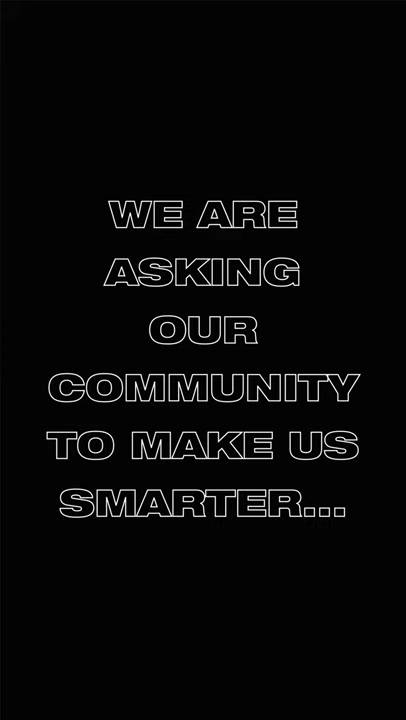 WE ARE
ASKING
OUR
COMMUNITY
TO MAKE US
SMARTER...